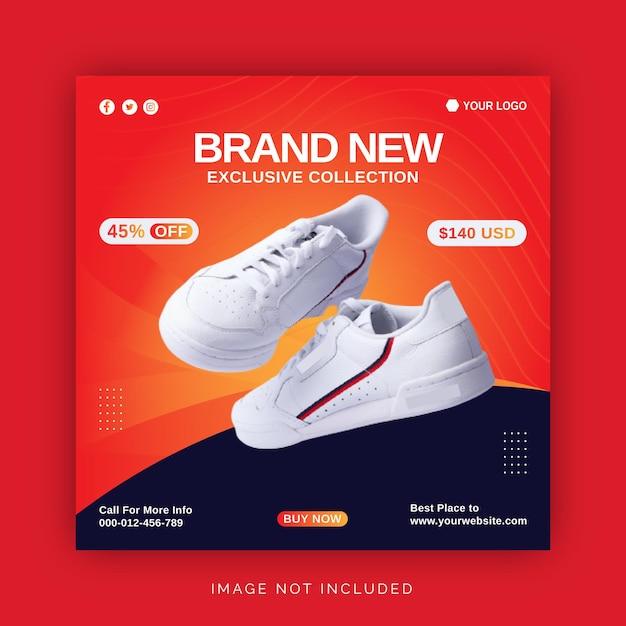 YOUR LOGO
BRAND NEW
EXCLUSIVE COLLECTION
45% OFF
$140 USD
Call For More Info
000-012-456-789
BUY NOW
Best Place to
www.yourwebsite.com
IMAGE NOT INCLUDED